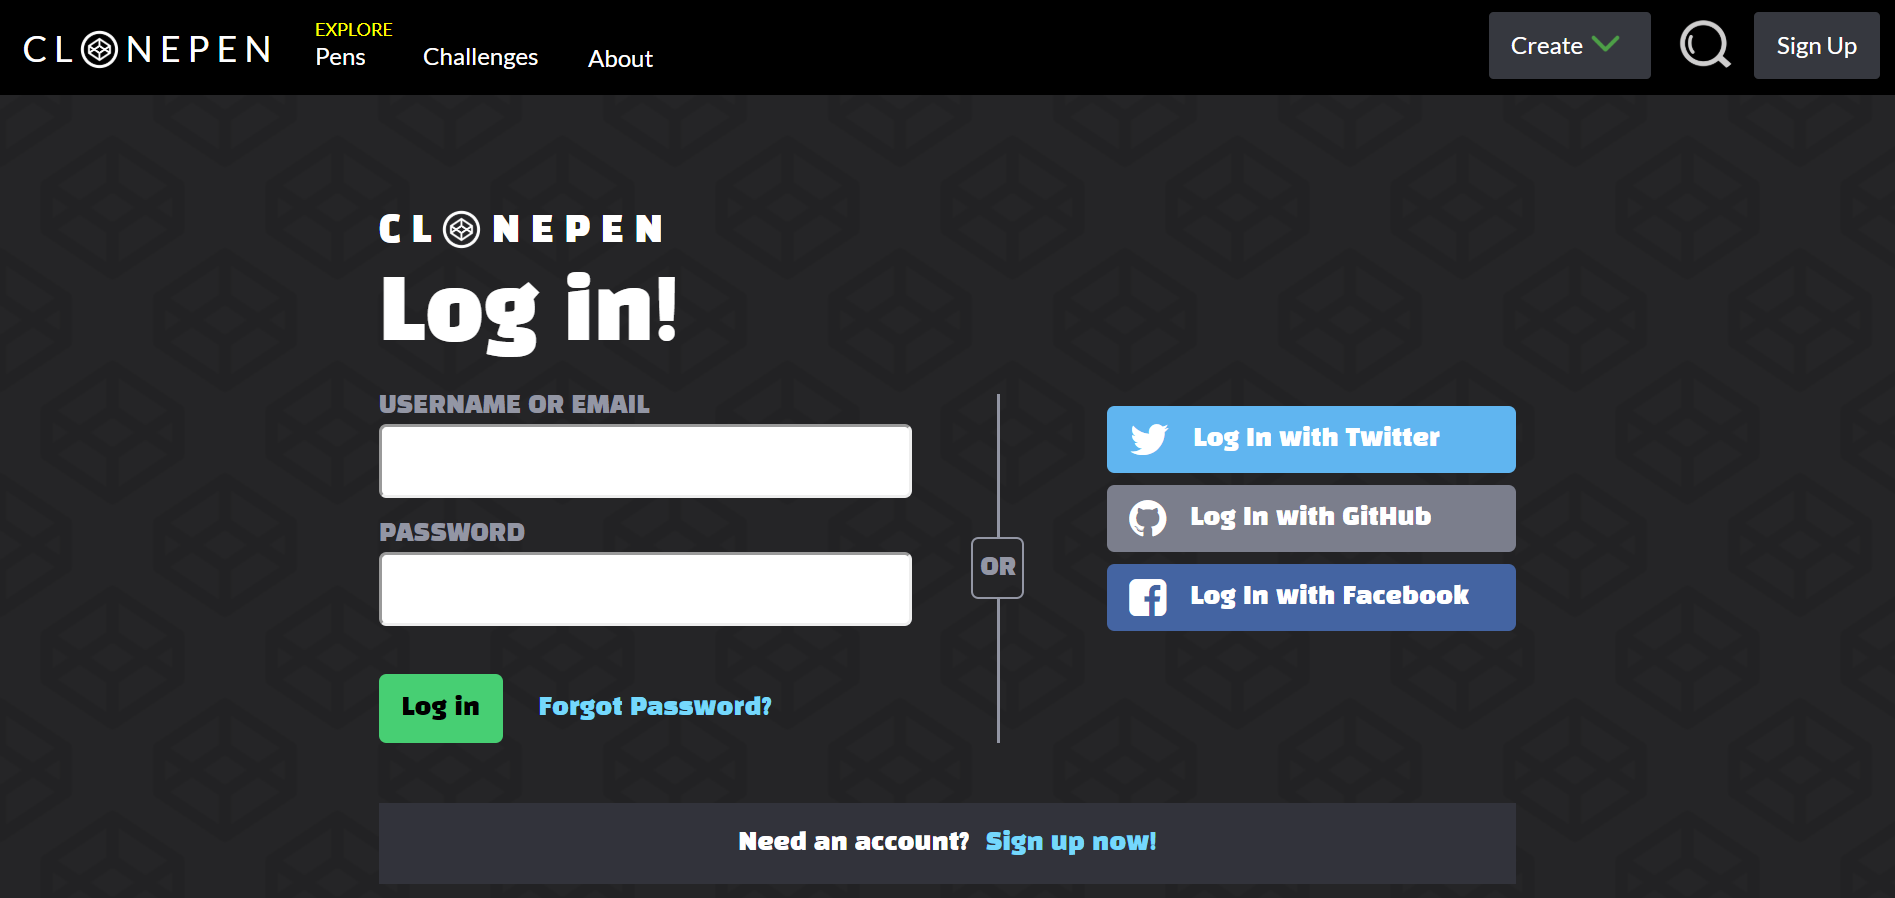 CLONEPEN
EXPLORE
Pens
Challenges
About
Create
Sign Up
CLONEPEN
Log in!
USERNAME OR EMAIL
PASSWORD
Log in
Forgot Password?
OR
Log In with Twitter
Log In with GitHub
Log In with Facebook
Need an account? Sign up now!